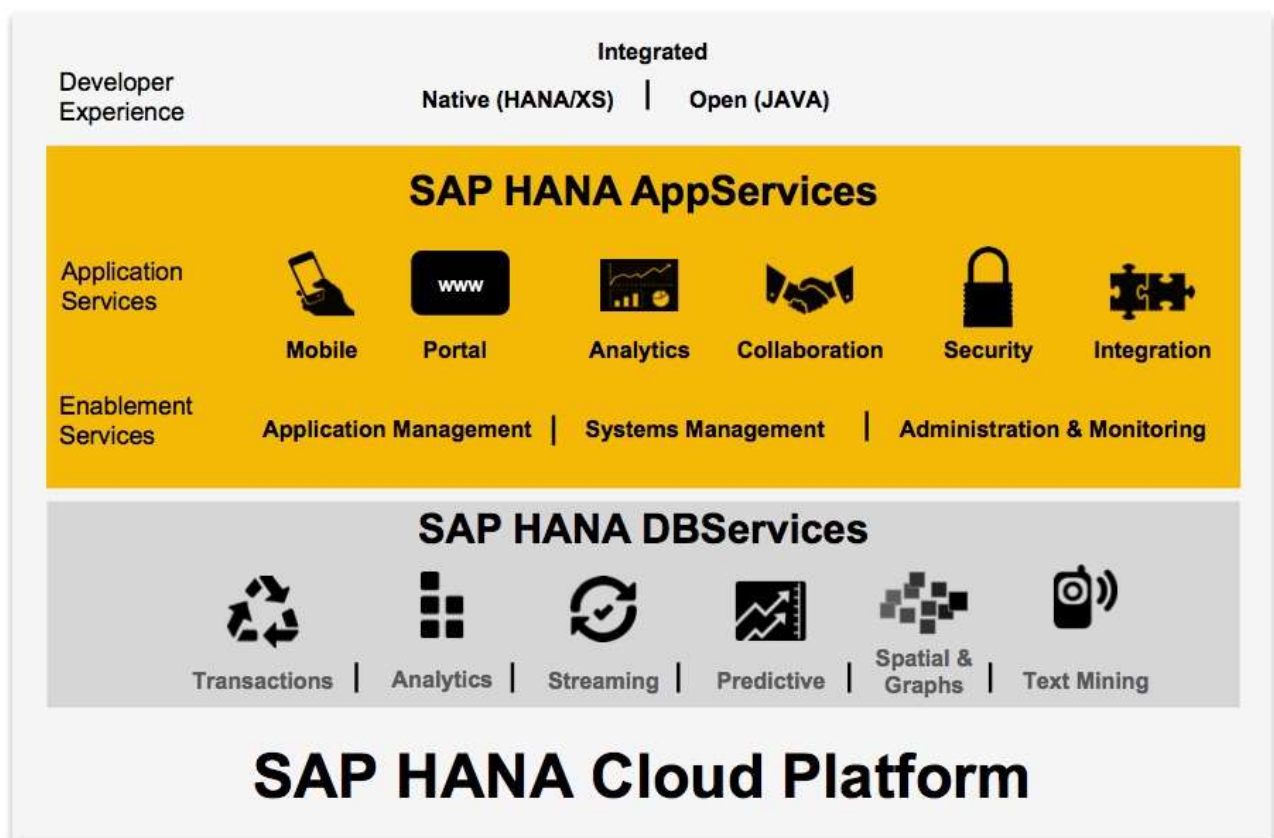 Integrated
Developer
Experience
Native (HANA/XS) | Open (JAVA)
SAP HANA AppServices
Application
Services
www
Mobile Portal Analytics Collaboration Security Integration
Enablement
Services
Application Management | Systems Management | Administration & Monitoring
SAP HANA DBServices
Transactions | Analytics | Streaming | Predictive | Spatial & Graphs | Text Mining
SAP HANA Cloud Platform